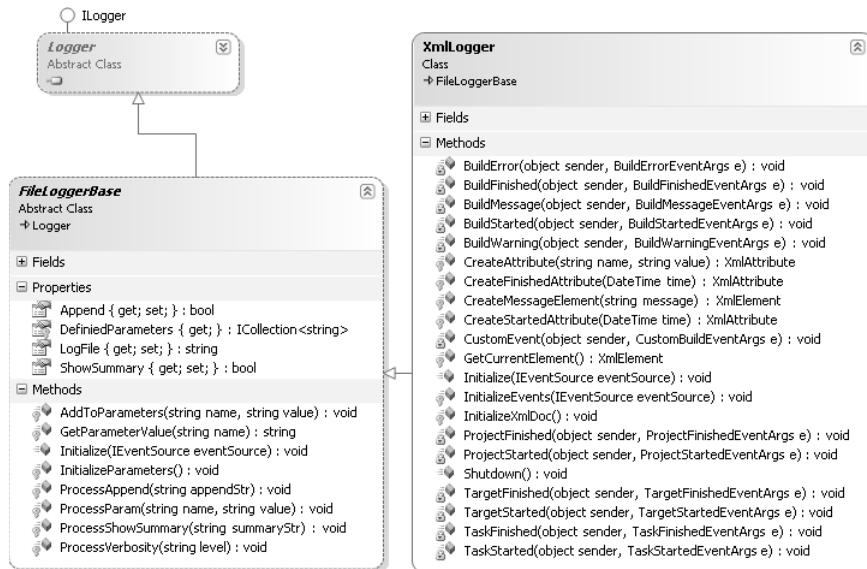 ILogger
Logger
Abstract Class
FileLoggerBase
Abstract Class
Logger
Fields
Properties
Append { get; set; } : bool
DefiniedParameters { get; } : ICollection<string>
LogFile { get; set; } : string
ShowSummary { get; set; } : bool
Methods
AddToParameters(string name, string value) : void
GetParameterValue(string name) : string
Initialize(IEventSource eventSource) : void
InitializeParameters() : void
ProcessAppend(string appendStr) : void
ProcessParam(string name, string value) : void
ProcessShowSummary(string summaryStr) : void
ProcessVerbosity(string level) : void
XmlLogger
Class
FileLoggerBase
Fields
Methods
BuildError(object sender, BuildErrorEventArgs e) : void
BuildFinished(object sender, BuildFinishedEventArgs e) : void
BuildMessage(object sender, BuildMessageEventArgs e) : void
BuildStarted(object sender, BuildStartedEventArgs e) : void
BuildWarning(object sender, BuildWarningEventArgs e) : void
CreateAttribute(string name, string value) : XmlAttribute
CreateFinishedAttribute(DateTime time) : XmlAttribute
CreateMessageElement(string message) : XmlElement
CreateStartedAttribute(DateTime time) : XmlAttribute
CustomEvent(object sender, CustomBuildEventArgs e) : void
GetCurrentElement() : XmlElement
Initialize(IEventSource eventSource) : void
InitializeEvents(IEventSource eventSource) : void
InitializeXmlDoc() : void
ProjectFinished(object sender, ProjectFinishedEventArgs e) : void
ProjectStarted(object sender, ProjectStartedEventArgs e) : void
Shutdown() : void
TargetFinished(object sender, TargetFinishedEventArgs e) : void
TargetStarted(object sender, TargetStartedEventArgs e) : void
TaskFinished(object sender, TaskFinishedEventArgs e) : void
TaskStarted(object sender, TaskStartedEventArgs e) : void